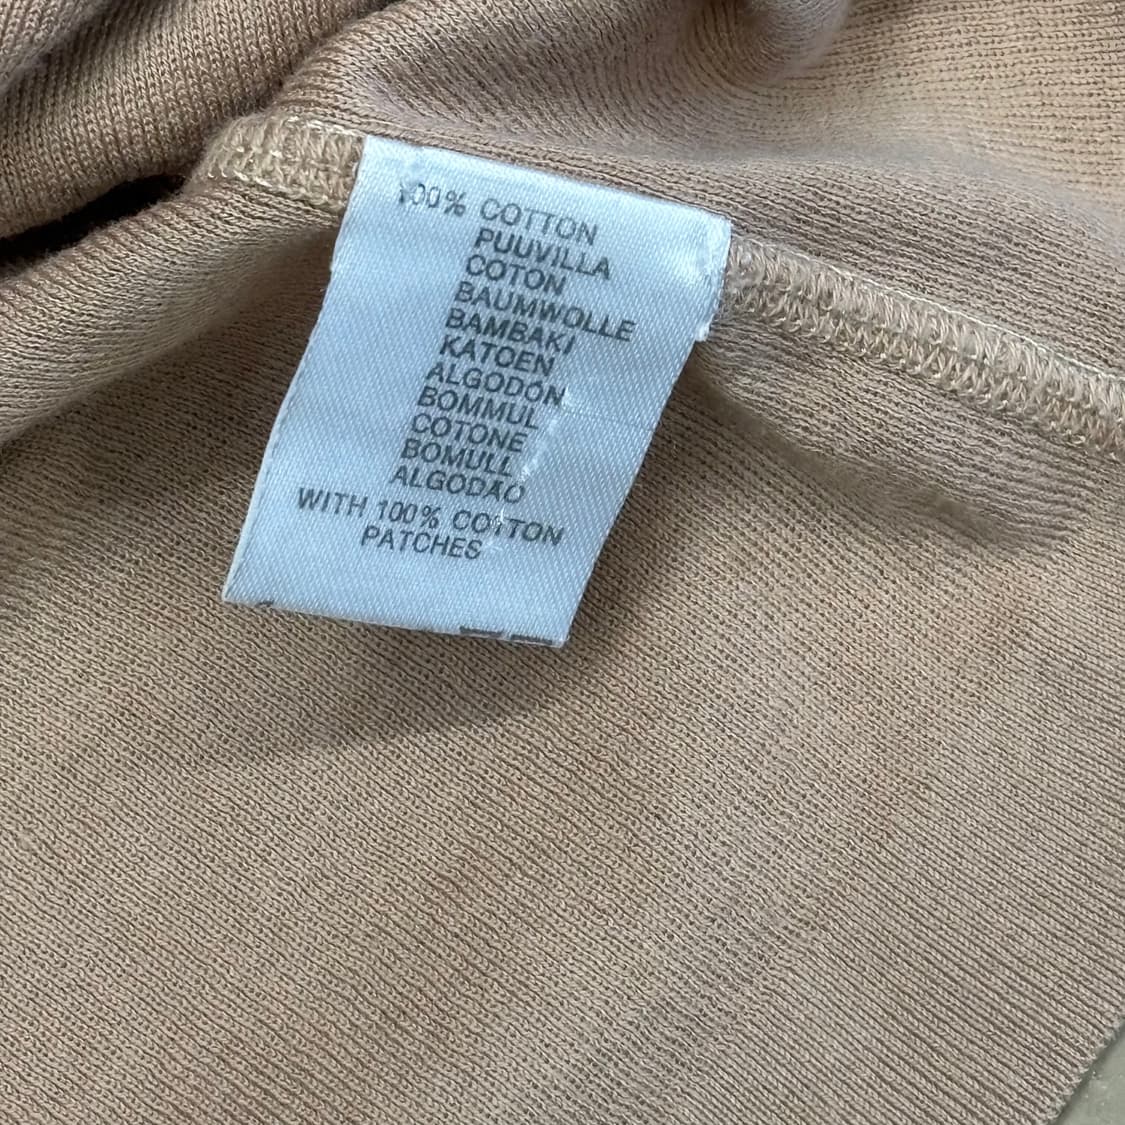 100% COTTON
PUUVILLA
COTON
BAUMWOLLE
BAMBAKI
KATOEN
ALGODÓN
BOMMUL
COTONE
BOMULL
ALGODÃO
WITH 100% COTTON
PATCHES